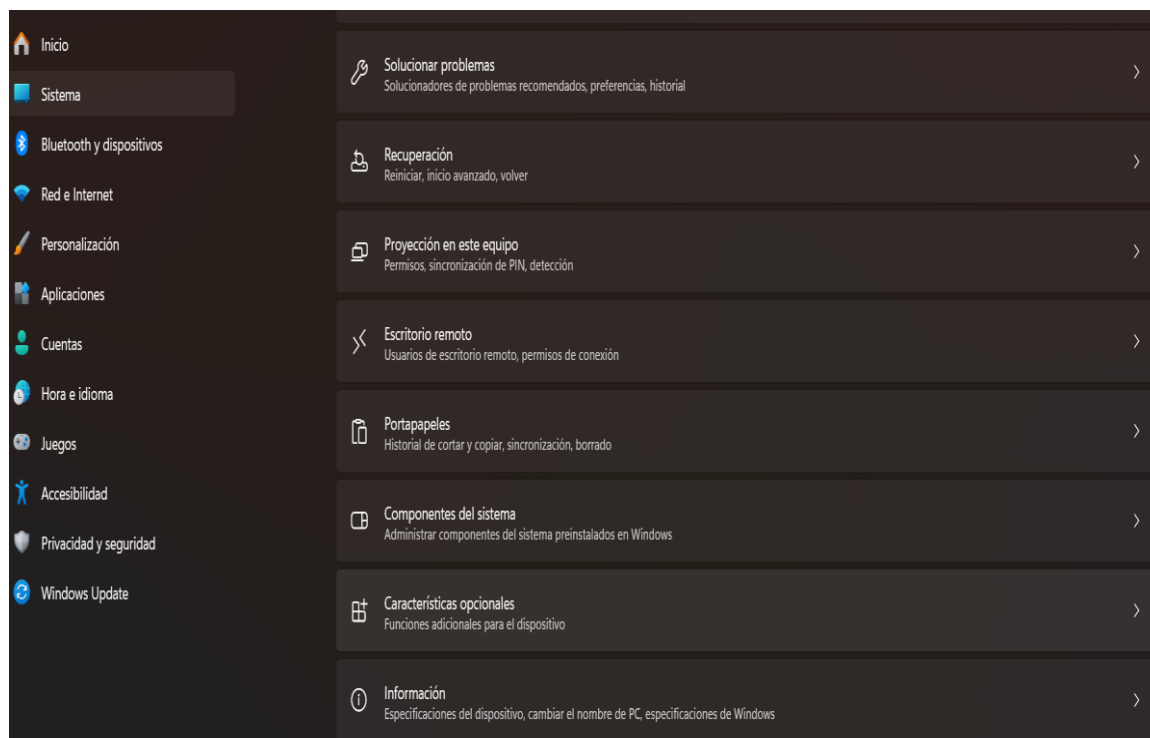 Inicio
Sistema
Bluetooth y dispositivos
Red e Internet
Personalización
Aplicaciones
Cuentas
Hora e idioma
Juegos
Accesibilidad
Privacidad y seguridad
Windows Update
Solucionar problemas
Solucionadores de problemas recomendados, preferencias, historial
Recuperación
Reiniciar, inicio avanzado, volver
Proyección en este equipo
Permisos, sincronización de PIN, detección
Escritorio remoto
Usuarios de escritorio remoto, permisos de conexión
Portapapeles
Historial de cortar y copiar, sincronización, borrado
Componentes del sistema
Administrar componentes del sistema preinstalados en Windows
Características opcionales
Funciones adicionales para el dispositivo
Información
Especificaciones del dispositivo, cambiar el nombre de PC, especificaciones de Windows